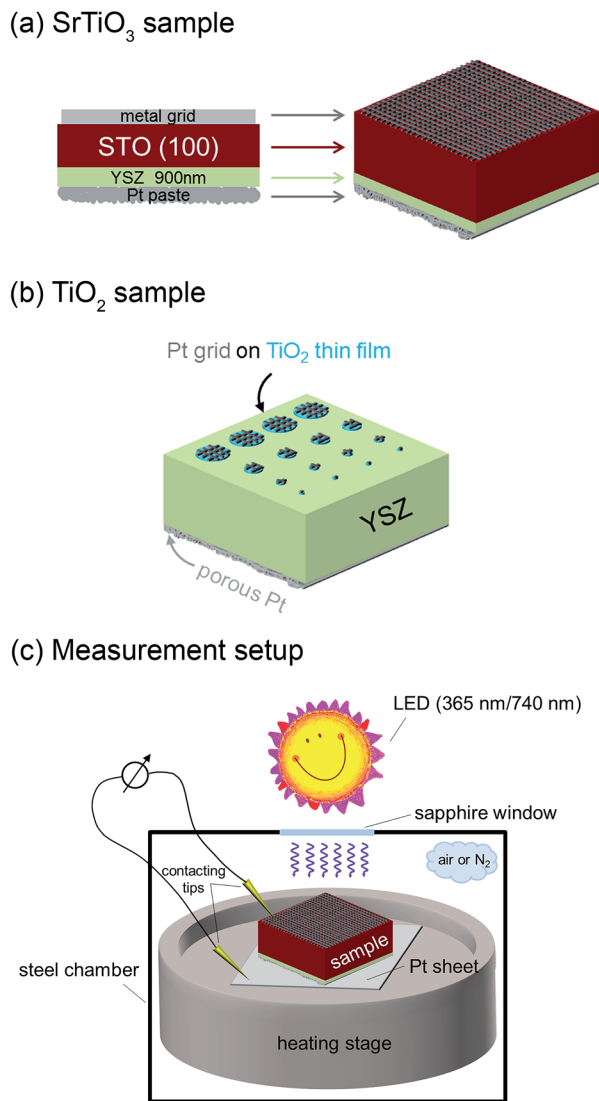 (a) SrTiO₃ sample
metal grid
STO (100)
YSZ 900nm
Pt paste
(b) TiO₂ sample
Pt grid on TiO₂ thin film
YSZ
porous Pt
(c) Measurement setup
LED (365 nm/740 nm)
sapphire window
air or N₂
contacting
tips
sample
Pt sheet
steel chamber
heating stage